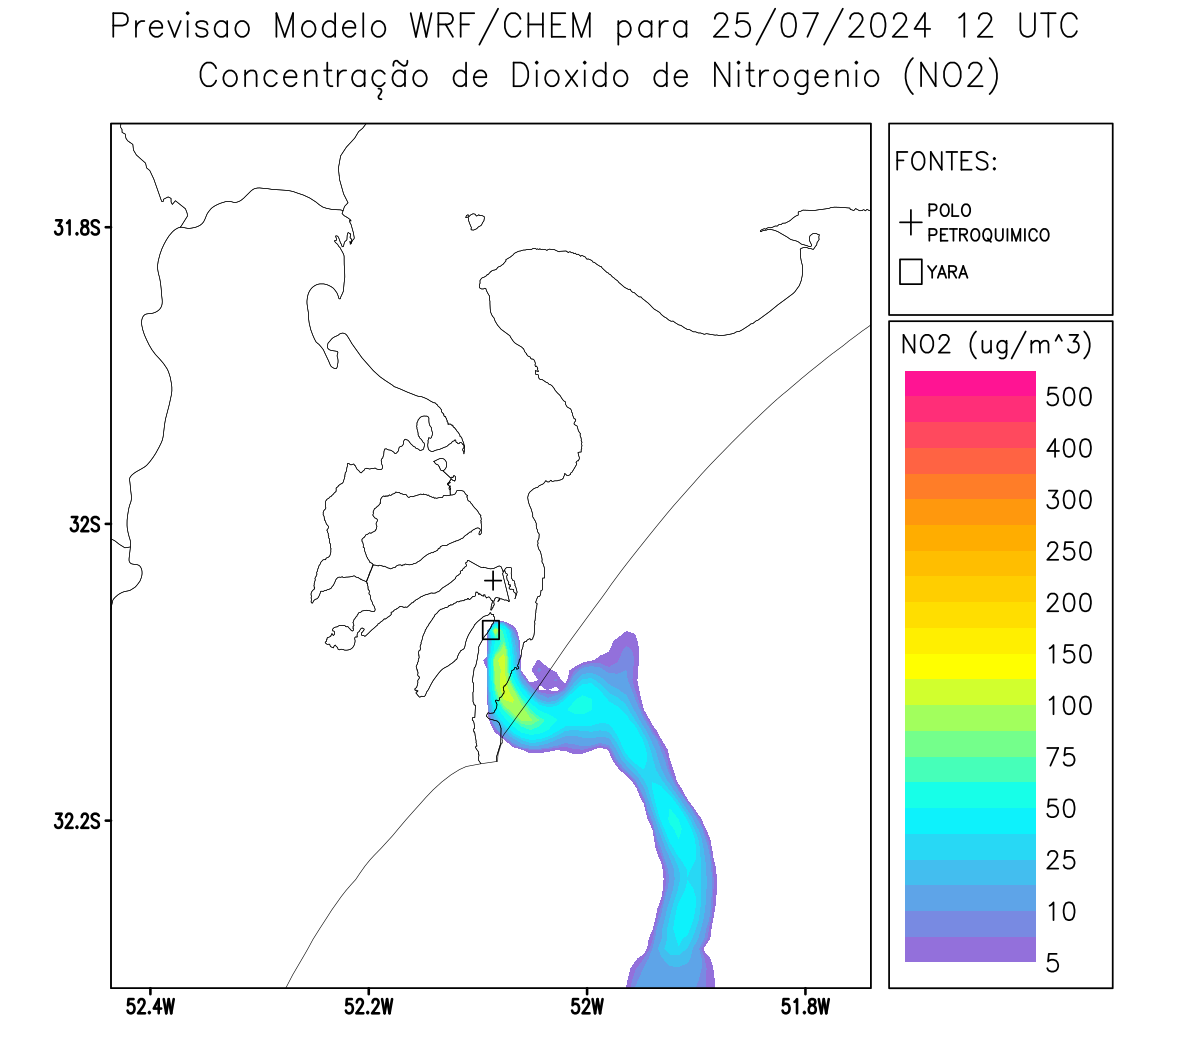 Previsao Modelo WRF/CHEM para 25/07/2024 12 UTC
Concentração de Dioxido de Nitrogenio (NO2)
FONTES:
POLO
PETROQUIMICO
YARA
31.8S
32S
32.2S
52.4W
52.2W
52W
51.8W
NO2 (ug/m^3)
500
400
300
250
200
150
100
75
50
25
10
5